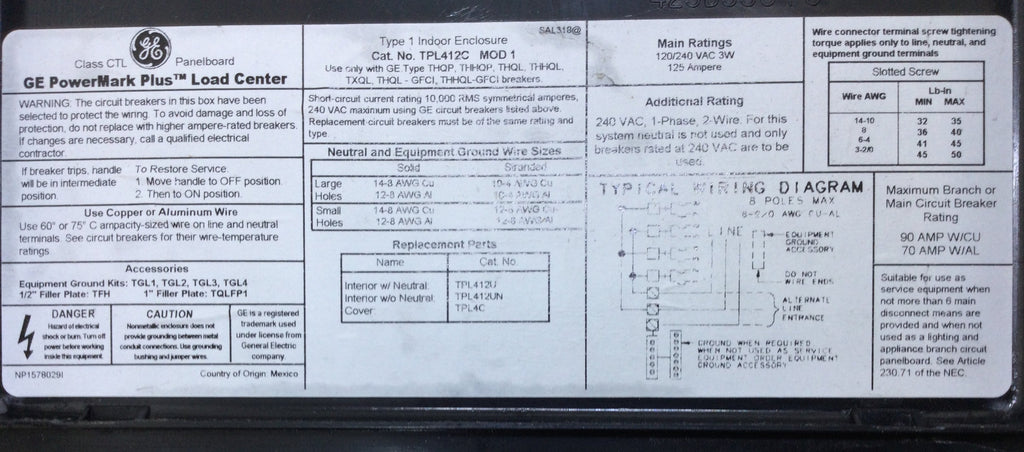 GE
Class CTL Panelboard
GE PowerMark Plus™ Load Center
WARNING: The circuit breakers in this box have been
selected to protect the wiring. To avoid damage and loss of
protection, do not replace with higher ampere-rated breakers.
If changes are necessary, call a qualified electrical
contractor.
If breaker trips, handle
will be in intermediate
position.
To Restore Service:
1. Move handle to OFF position.
2. Then to ON position.
Use Copper or Aluminum Wire
Use 60° or 75° C ampacity-sized wire on line and neutral
terminals. See circuit breakers for their wire-temperature
ratings.
Accessories
Equipment Ground Kits: TGL1, TGL2, TGL3, TGL4
1/2" Filler Plate: TFH 1" Filler Plate: TQLFP1
DANGER
Hazard of electrical
shock or burn. Turn off
power before working
inside this equipment.
CAUTION
Nonmetallic enclosure does not
provide grounding between metal
conduit connections. Use grounding
bushing and jumper wires.
GE is a registered
trademark used
under license from
General Electric
company.
NP1578029I Country of Origin: Mexico
SAL318@
Type 1 Indoor Enclosure
Cat. No. TPL412C MOD 1
Use only with GE Type THQP, THHQP, THQL, THHQL,
TXQL, THQL - GFCI, THHQL-GFCI breakers.
Short-circuit current rating 10,000 RMS symmetrical amperes,
240 VAC maximum using GE circuit breakers listed above.
Replacement circuit breakers must be of the same rating and
type.
Neutral and Equipment Ground Wire Sizes
Solid Stranded
Large Holes 14-8 AWG Cu 10-4 AWG Cu
12-8 AWG Al
Small Holes 14-8 AWG Cu
12-8 AWG Al
Replacement Parts
Name Cat. No.
Interior w/ Neutral: TPL412U
Interior w/o Neutral: TPL412UN
Cover: TPL4C
Main Ratings
120/240 VAC 3W
125 Ampere
Additional Rating
240 VAC, 1-Phase, 2-Wire. For this
system neutral is not used and only
breakers rated at 240 VAC are to be
used.
Wire connector terminal screw tightening
torque applies only to line, neutral, and
equipment ground terminals
Slotted Screw
Wire AWG Lb-In
MIN MAX
14-10 32 35
8 36 40
6-4 41 45
3-2/0 45 50
TYPICAL WIRING DIAGRAM
8 POLES MAX
8-2/0 AWG CU-AL
LINE
EQUIPMENT
GROUND
ACCESSORY
DO NOT
WIRE ENDS
ALTERNATE
LINE
ENTRANCE
GROUND WHEN REQUIRED.
WHEN NOT USED AS SERVICE
EQUIPMENT ORDER EQUIPMENT
GROUND ACCESSORY
Maximum Branch or
Main Circuit Breaker
Rating
90 AMP W/CU
70 AMP W/AL
Suitable for use as
service equipment when
not more than 6 main
disconnect means are
provided and when not
used as a lighting and
appliance branch circuit
panelboard. See Article
230.71 of the NEC.